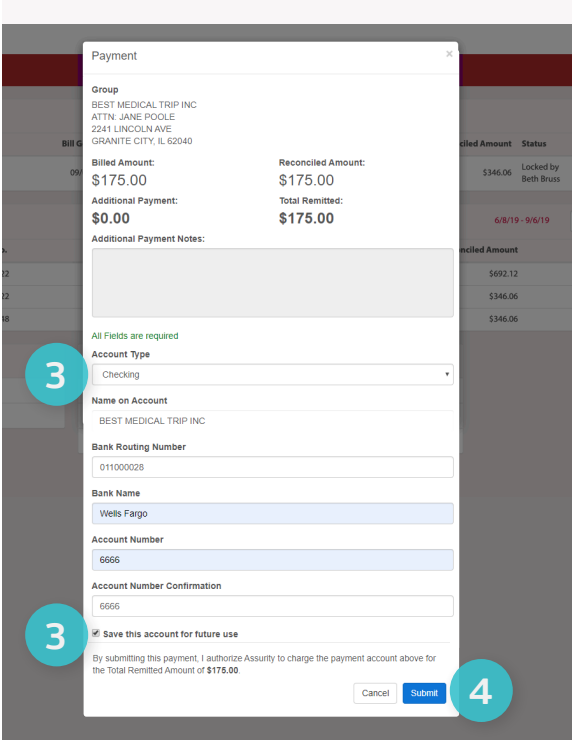 Payment
×
Group
BEST MEDICAL TRIP INC
ATTN: JANE POOLE
2241 LINCOLN AVE
GRANITE CITY, IL 62040
Billed Amount: Reconciled Amount:
$175.00 $175.00
Additional Payment: Total Remitted:
$0.00 $175.00
Additional Payment Notes:
All Fields are required
Account Type
3
Checking
Name on Account
BEST MEDICAL TRIP INC
Bank Routing Number
011000028
Bank Name
Wells Fargo
Account Number
6666
Account Number Confirmation
6666
3
Save this account for future use
By submitting this payment, I authorize Assurity to charge the payment account above for
the Total Remitted Amount of $175.00.
Cancel Submit
4
Bill G
09/
22
22
48
ciled Amount Status
$346.06 Locked by
Beth Bruss
6/8/19 - 9/6/19
nciled Amount
$692.12
$346.06
$346.06